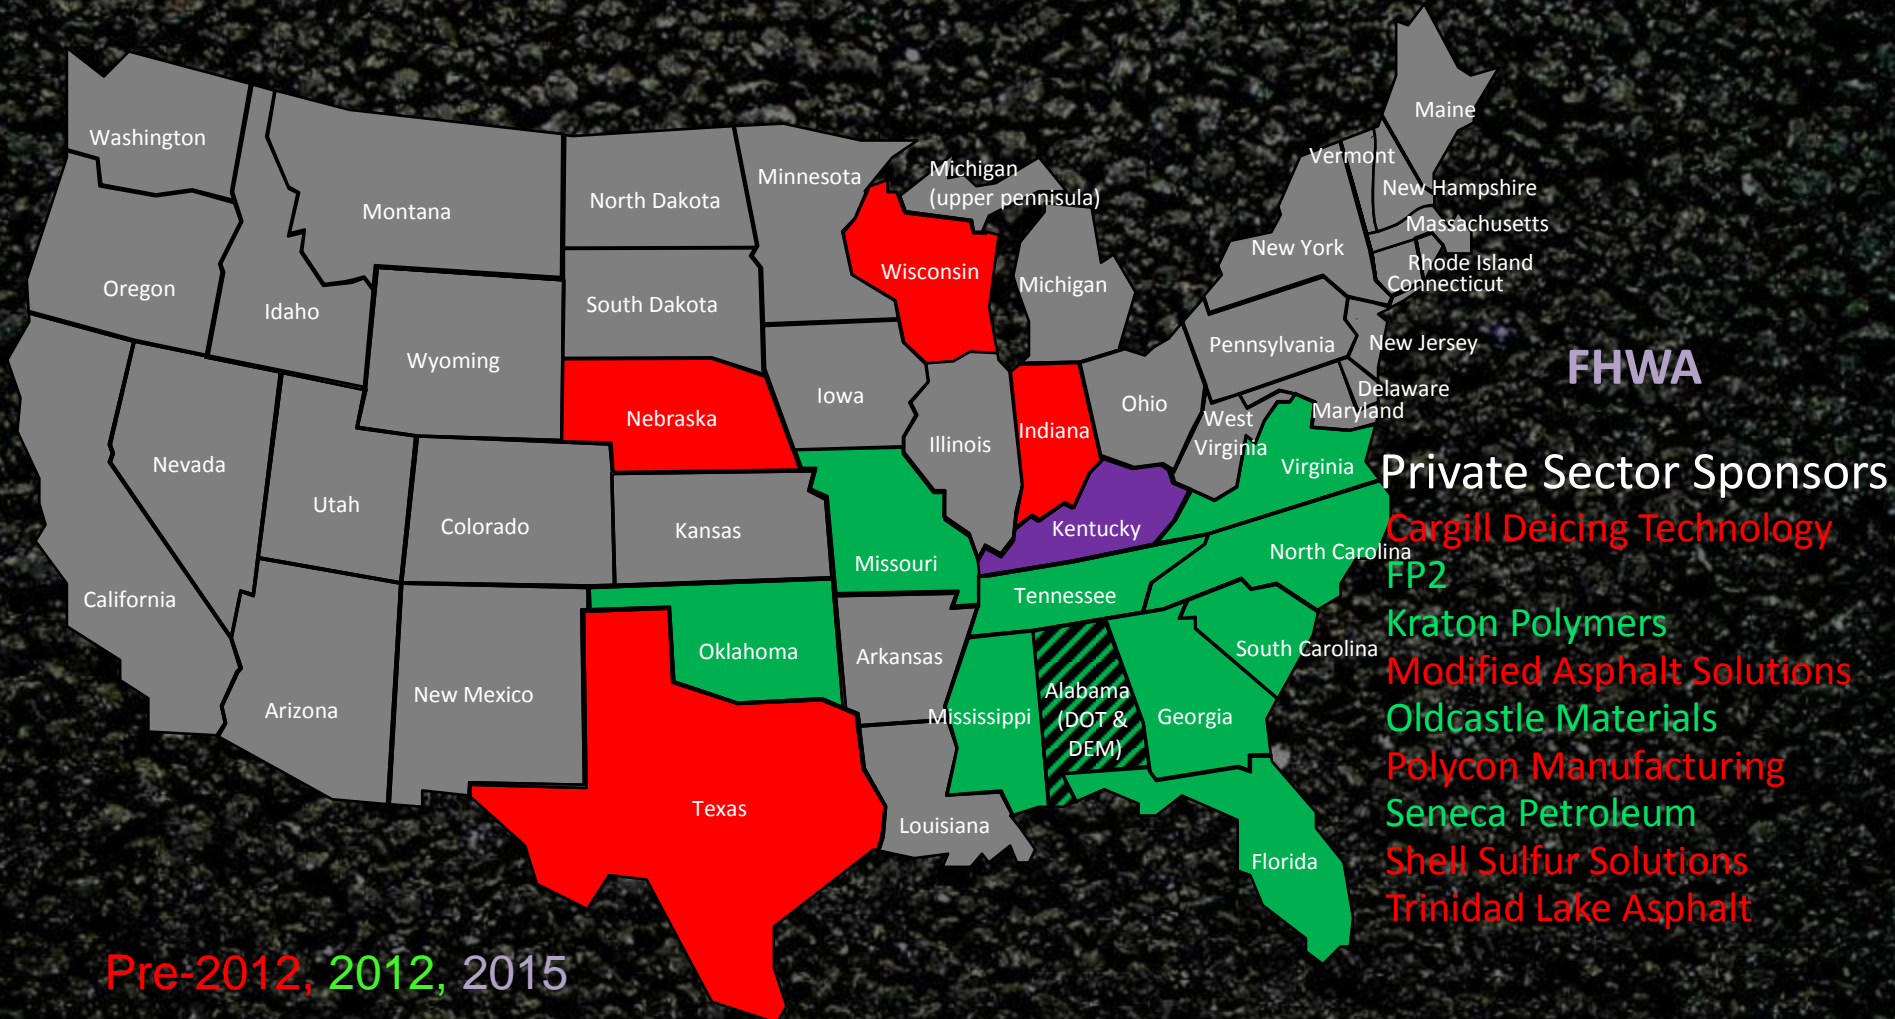 Washington
Oregon
California
Idaho
Nevada
Montana
Wyoming
Utah
Colorado
Arizona
New Mexico
North Dakota
South Dakota
Nebraska
Kansas
Oklahoma
Texas
Minnesota
Iowa
Missouri
Arkansas
Louisiana
Wisconsin
Illinois
Michigan
(upper pennisula)
Michigan
Indiana
Ohio
Kentucky
Tennessee
Mississippi
Alabama
(DOT &
DEM)
Georgia
Florida
South Carolina
North Carolina
Virginia
West
Virginia
Maryland
Delaware
Pennsylvania
New Jersey
New York
Connecticut
Rhode Island
Massachusetts
New Hampshire
Vermont
Maine
FHWA
Private Sector Sponsors
Cargill Deicing Technology
FP2
Kraton Polymers
Modified Asphalt Solutions
Oldcastle Materials
Polycon Manufacturing
Seneca Petroleum
Shell Sulfur Solutions
Trinidad Lake Asphalt
Pre-2012, 2012, 2015